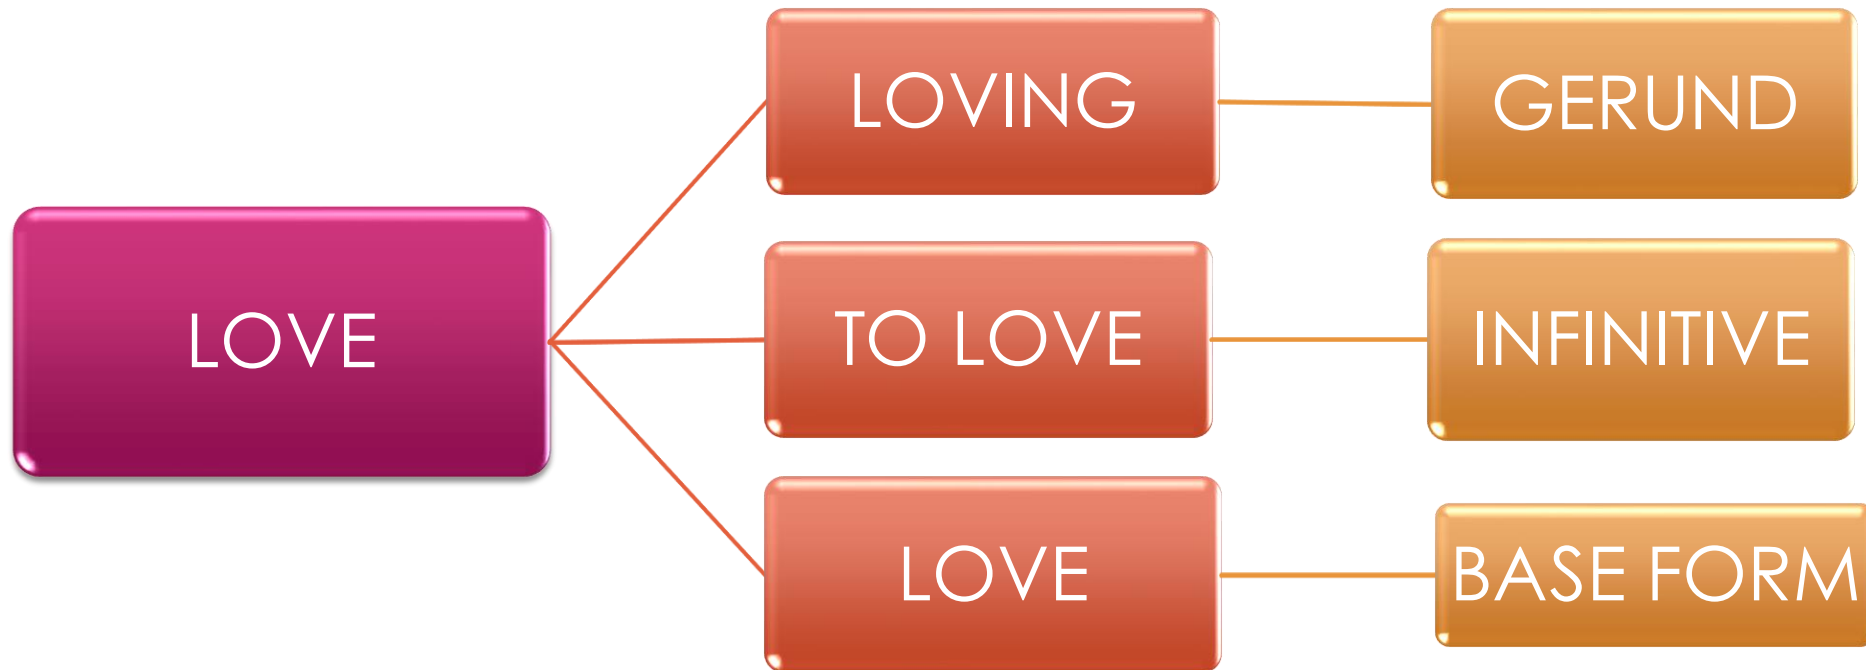 LOVE
LOVING
GERUND
TO LOVE
INFINITIVE
LOVE
BASE FORM